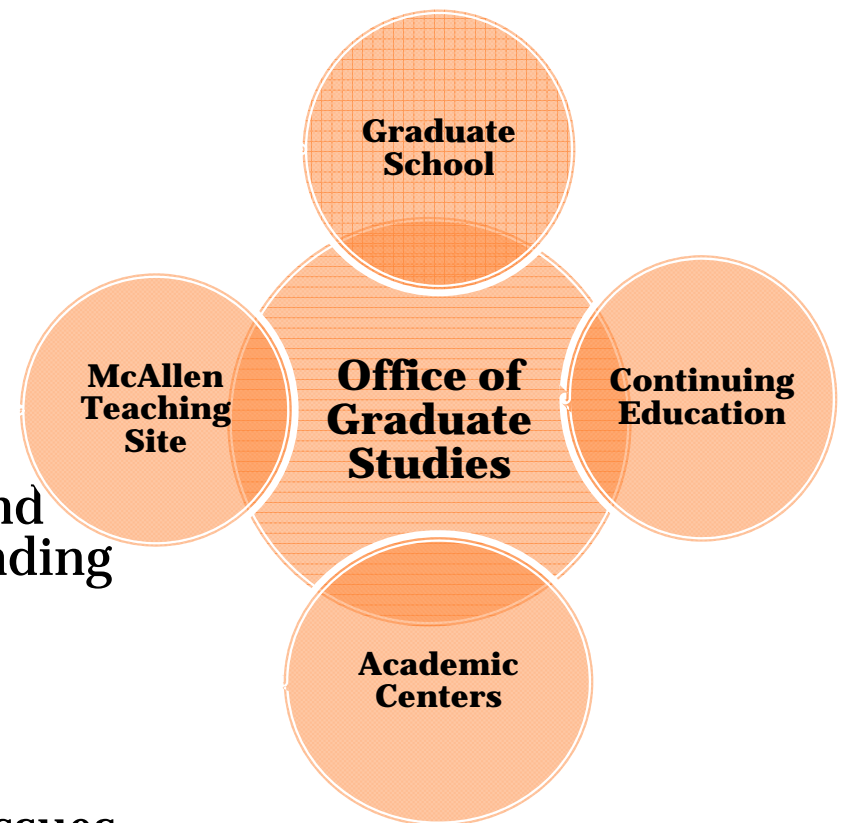 Graduate
School
McAllen
Teaching
Site
Office of
Graduate
Studies
Continuing
Education
Academic
Centers